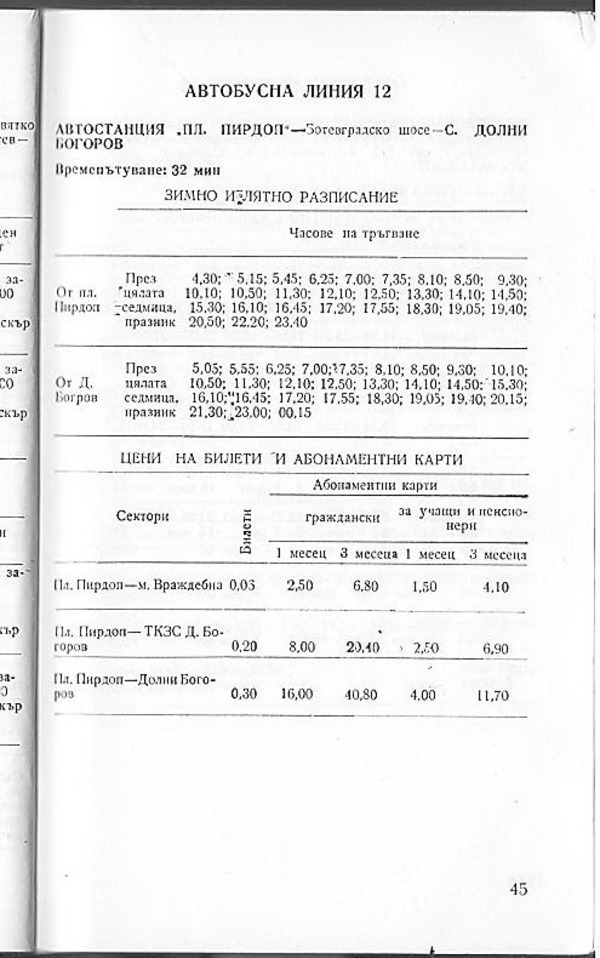 АВТОБУСНА ЛИНИЯ 12
АВТОСТАНЦИЯ „ПЛ. ПИРДОП“—Ботевградско шосе—С. ДОЛНИ
БОГОРОВ
Времепътуване: 32 мин
ЗИМНО И ЛЯТНО РАЗПИСАНИЕ
Часове на тръгване
През 4,30; 5,15; 5,45; 6,25; 7,00; 7,35; 8,10; 8,50; 9,30;
От пл. цялата 10,10; 10,50; 11,30; 12,10; 12,50; 13,30; 14,10; 14,50;
Пирдоп седмица, 15,30; 16,10; 16,45; 17,20; 17,55; 18,30; 19,05; 19,40;
празник 20,50; 22,20; 23,40
През 5,05; 5,55; 6,25; 7,00; 7,35; 8,10; 8,50; 9,30; 10,10;
От Д. цялата 10,50; 11,30; 12,10; 12,50; 13,30; 14,10; 14,50; 15,30;
Богров седмица, 16,10; 16,45; 17,20; 17,55; 18,30; 19,05; 19,40; 20,15;
празник 21,30; 23,00; 00,15
ЦЕНИ НА БИЛЕТИ И АБОНАМЕНТНИ КАРТИ
Абонаментни карти
Сектори Билети граждански за учащи и пенсио-
нери
1 месец 3 месеца 1 месец 3 месеца
Пл. Пирдоп—м. Враждебна 0,06 2,50 6,80 1,50 4,10
Пл. Пирдоп—ТКЗС Д. Бо-
горов 0,20 8,00 20,40 2,50 6,90
Пл. Пирдоп—Долни Бого-
ров 0,30 16,00 40,80 4,00 11,70
45